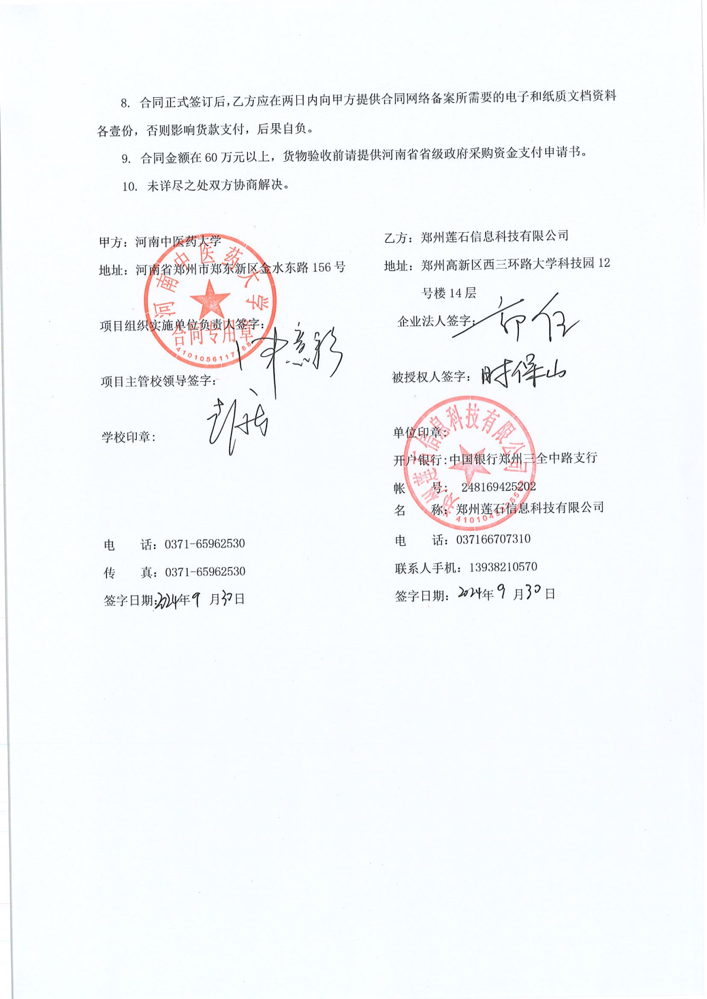 8. 合同正式签订后,乙方应在两日内向甲方提供合同网络备案所需要的电子和纸质文档资料
各壹份，否则影响货款支付，后果自负。
9. 合同金额在 60 万元以上，货物验收前请提供河南省省级政府采购资金支付申请书。
10. 未详尽之处双方协商解决。
甲方：河南中医药大学
地址：河南省郑州市郑东新区金水东路 156 号
项目组织实施单位负责人签字：
项目主管校领导签字：
学校印章：
电 话：0371-65962530
传 真：0371-65962530
签字日期:2024年9月30日
河南中医药大学
合同专用章
乙方：郑州莲石信息科技有限公司
地址：郑州高新区西三环路大学科技园 12
号楼 14 层
企业法人签字：
被授权人签字：时保山
单位印章：
开户银行:中国银行郑州三全中路支行
帐 号： 248169425202
名 称：郑州莲石信息科技有限公司
电 话：037166707310
联系人手机：13938210570
签字日期：2024年9月30日
郑州莲石信息科技有限公司